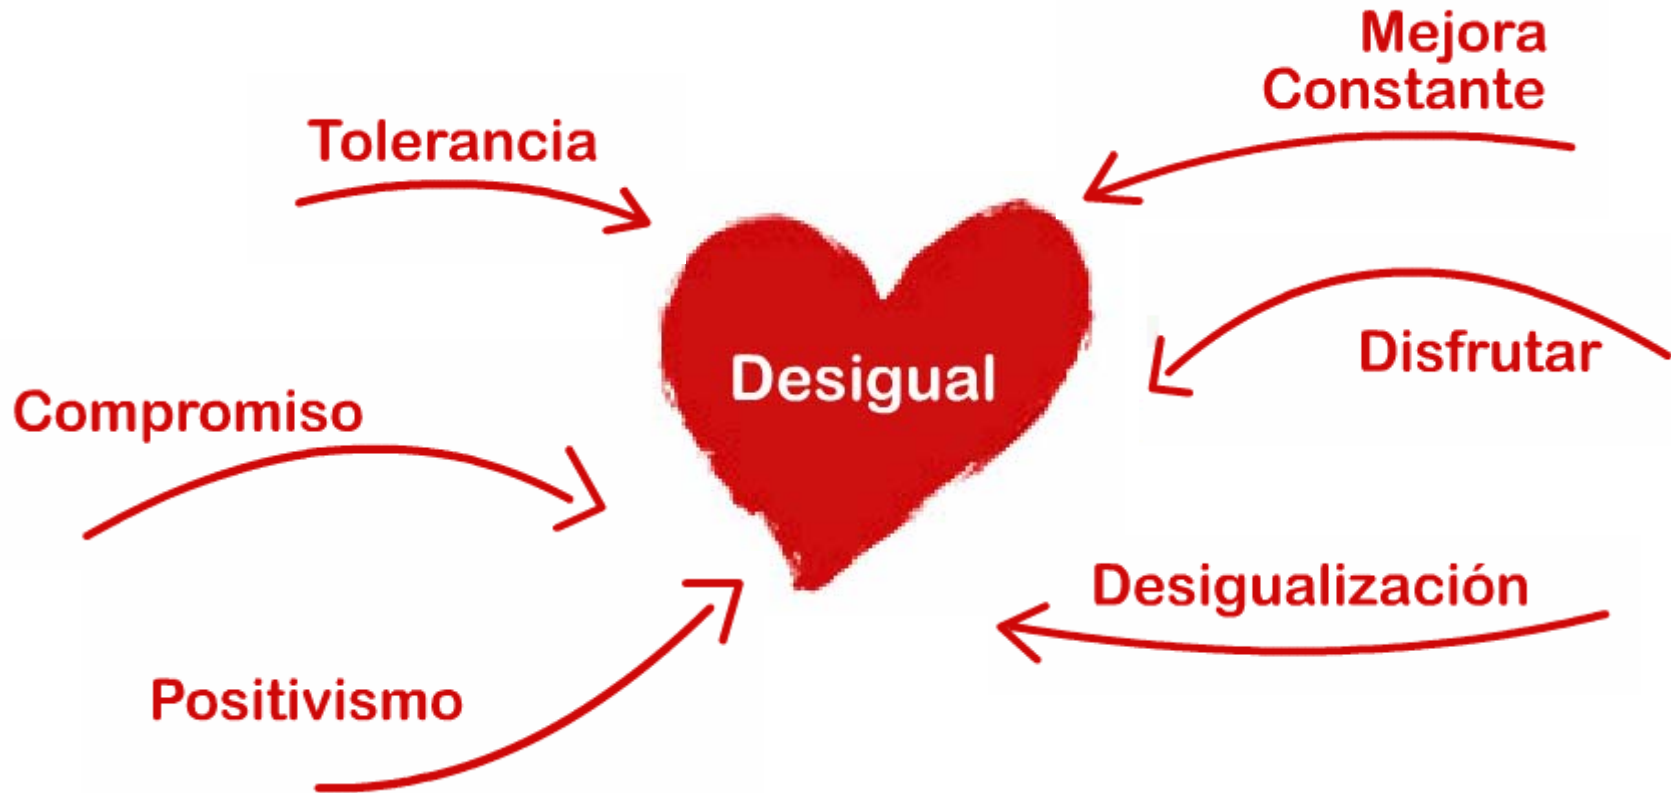 Mejora
Constante
Tolerancia
Disfrutar
Desigual
Compromiso
Desigualización
Positivismo